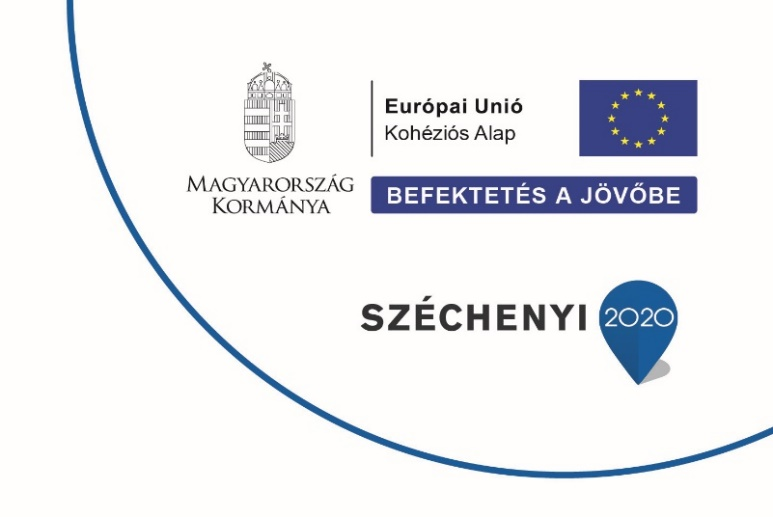 Európai Unió
Kohéziós Alap
MAGYARORSZÁG
KORMÁNYA
BEFEKTETÉS A JÖVŐBE
SZÉCHENYI 2020